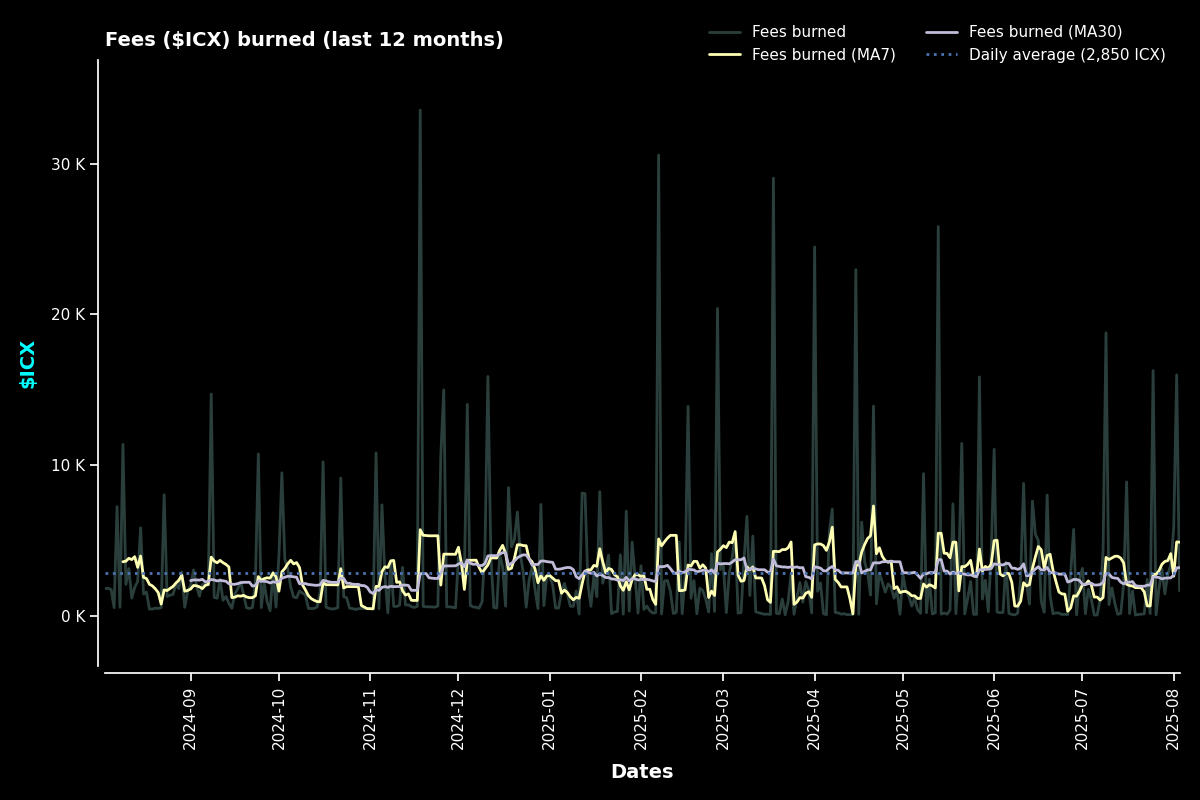 Fees ($ICX) burned (last 12 months)
Fees burned
Fees burned (MA7)
Fees burned (MA30)
Daily average (2,850 ICX)
$ICX
30 K
20 K
10 K
0 K
2024-09
2024-10
2024-11
2024-12
2025-01
2025-02
2025-03
2025-04
2025-05
2025-06
2025-07
2025-08
Dates